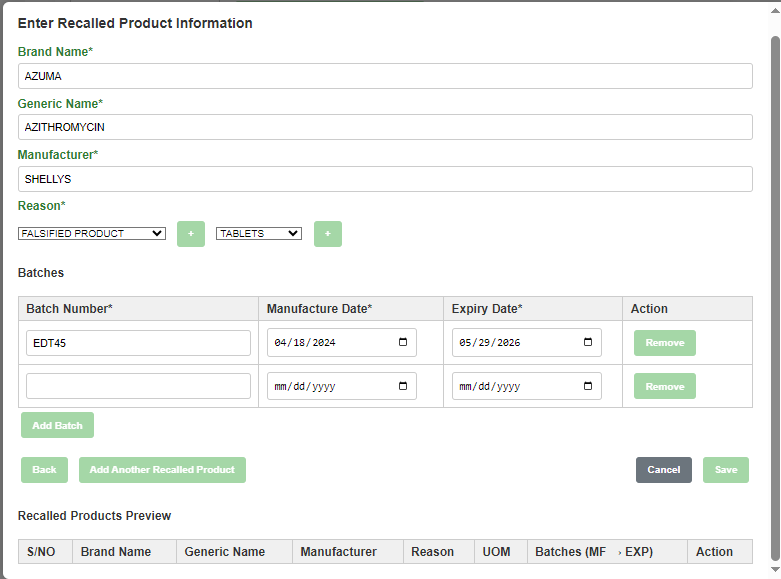 Enter Recalled Product Information
Brand Name*
AZUMA
Generic Name*
AZITHROMYCIN
Manufacturer*
SHELLYS
Reason*
FALSIFIED PRODUCT + TABLETS +
Batches
Batch Number* Manufacture Date* Expiry Date* Action
EDT45 04/18/2024 05/29/2026 Remove
mm/dd/yyyy mm/dd/yyyy Remove
Add Batch
Back Add Another Recalled Product Cancel Save
Recalled Products Preview
S/NO Brand Name Generic Name Manufacturer Reason UOM Batches (MF → EXP) Action